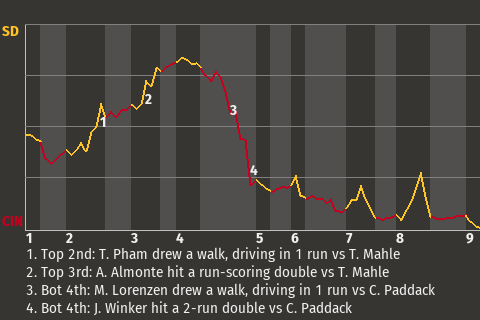 SD
1
2
3
4
CIN
1 2 3 4 5 6 7 8 9
1. Top 2nd: T. Pham drew a walk, driving in 1 run vs T. Mahle
2. Top 3rd: A. Almonte hit a run-scoring double vs T. Mahle
3. Bot 4th: M. Lorenzen drew a walk, driving in 1 run vs C. Paddack
4. Bot 4th: J. Winker hit a 2-run double vs C. Paddack